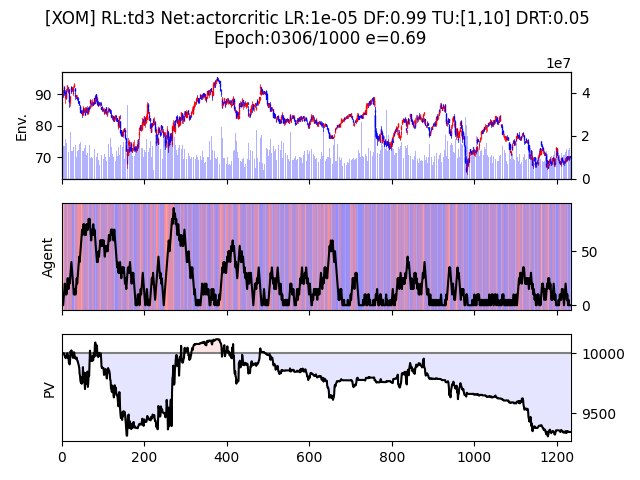 [XOM] RL:td3 Net:actorcritic LR:1e-05 DF:0.99 TU:[1,10] DRT:0.05
Epoch:0306/1000 e=0.69
1e7
Env.
90
80
70
4
2
0
Agent
50
0
PV
10000
9500
0
200
400
600
800
1000
1200